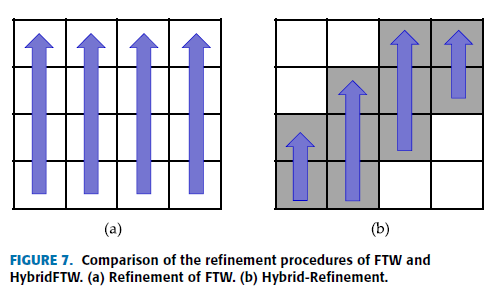 (a)
(b)
FIGURE 7. Comparison of the refinement procedures of FTW and
HybridFTW. (a) Refinement of FTW. (b) Hybrid-Refinement.